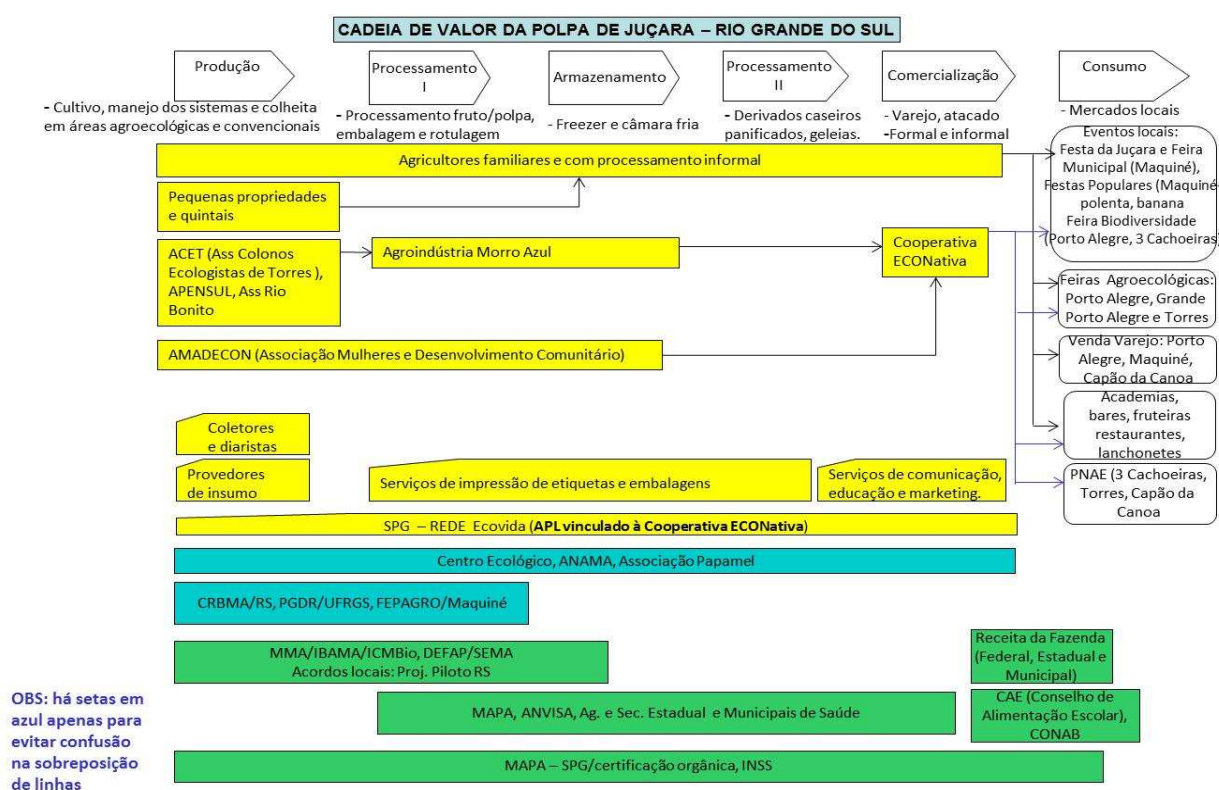 CADEIA DE VALOR DA POLPA DE JUÇARA – RIO GRANDE DO SUL
Produção
Processamento
I
Armazenamento
Processamento
II
Comercialização
Consumo
- Cultivo, manejo dos sistemas e colheita
em áreas agroecológicas e convencionais
- Processamento fruto/polpa,
embalagem e rotulagem
- Freezer e câmara fria
- Derivados caseiros
panificados, geleias.
- Varejo, atacado
-Formal e informal
- Mercados locais
Agricultores familiares e com processamento informal
Pequenas propriedades
e quintais
ACET (Ass Colonos
Ecologistas de Torres ),
APENSUL, Ass Rio
Bonito
Agroindústria Morro Azul
Cooperativa
ECONativa
AMADECON (Associação Mulheres e Desenvolvimento Comunitário)
Eventos locais:
Festa da Juçara e Feira
Municipal (Maquiné),
Festas Populares (Maquiné-
polenta, banana
Feira Biodiversidade
(Porto Alegre, 3 Cachoeiras)
Feiras Agroecológicas:
Porto Alegre, Grande
Porto Alegre e Torres
Venda Varejo: Porto
Alegre, Maquiné,
Capão da Canoa
Academias,
bares, fruteiras
restaurantes,
lanchonetes
PNAE (3 Cachoeiras,
Torres, Capão da
Canoa
Coletores
e diaristas
Provedores
de insumo
Serviços de impressão de etiquetas e embalagens
Serviços de comunicação,
educação e marketing.
SPG – REDE Ecovida (APL vinculado à Cooperativa ECONativa)
Centro Ecológico, ANAMA, Associação Papamel
CRBMA/RS, PGDR/UFRGS, FEPAGRO/Maquiné
MMA/IBAMA/ICMBio, DEFAP/SEMA
Acordos locais: Proj. Piloto RS
Receita da Fazenda
(Federal, Estadual e
Municipal)
MAPA, ANVISA, Ag. e Sec. Estadual e Municipais de Saúde
CAE (Conselho de
Alimentação Escolar),
CONAB
MAPA – SPG/certificação orgânica, INSS
OBS: há setas em
azul apenas para
evitar confusão
na sobreposição
de linhas